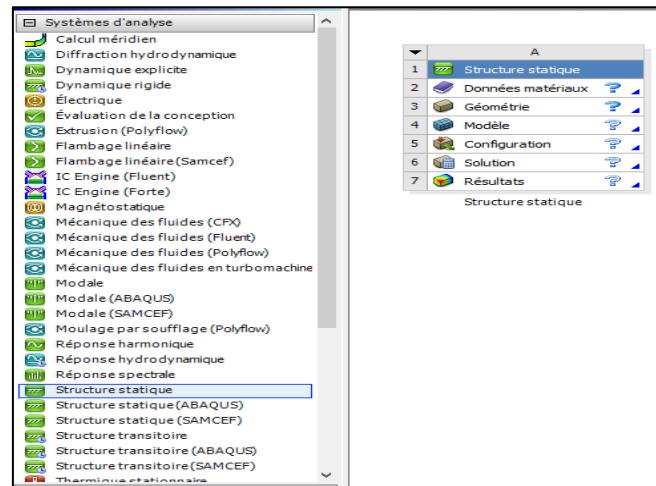 Systèmes d'analyse
Calcul méridien
Diffraction hydrodynamique
Dynamique explicite
Dynamique rigide
Électrique
Évaluation de la conception
Extrusion (Polyflow)
Flambage linéaire
Flambage linéaire (Samcef)
IC Engine (Fluent)
IC Engine (Forte)
Magnétostatique
Mécanique des fluides (CFX)
Mécanique des fluides (Fluent)
Mécanique des fluides (Polyflow)
Mécanique des fluides en turbomachine
Modale
Modale (ABAQUS)
Modale (SAMCEF)
Moulage par soufflage (Polyflow)
Réponse harmonique
Réponse hydrodynamique
Réponse spectrale
Structure statique
Structure statique (ABAQUS)
Structure statique (SAMCEF)
Structure transitoire
Structure transitoire (ABAQUS)
Structure transitoire (SAMCEF)
Thermique stationnaire
A
1 Structure statique
2 Données matériaux ?
3 Géométrie ?
4 Modèle ?
5 Configuration ?
6 Solution ?
7 Résultats ?
Structure statique